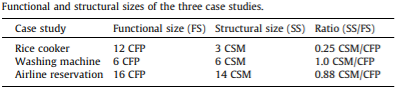 Functional and structural sizes of the three case studies.
Case study Functional size (FS) Structural size (SS) Ratio (SS/FS)
Rice cooker 12 CFP 3 CSM 0.25 CSM/CFP
Washing machine 6 CFP 6 CSM 1.0 CSM/CFP
Airline reservation 16 CFP 14 CSM 0.88 CSM/CFP